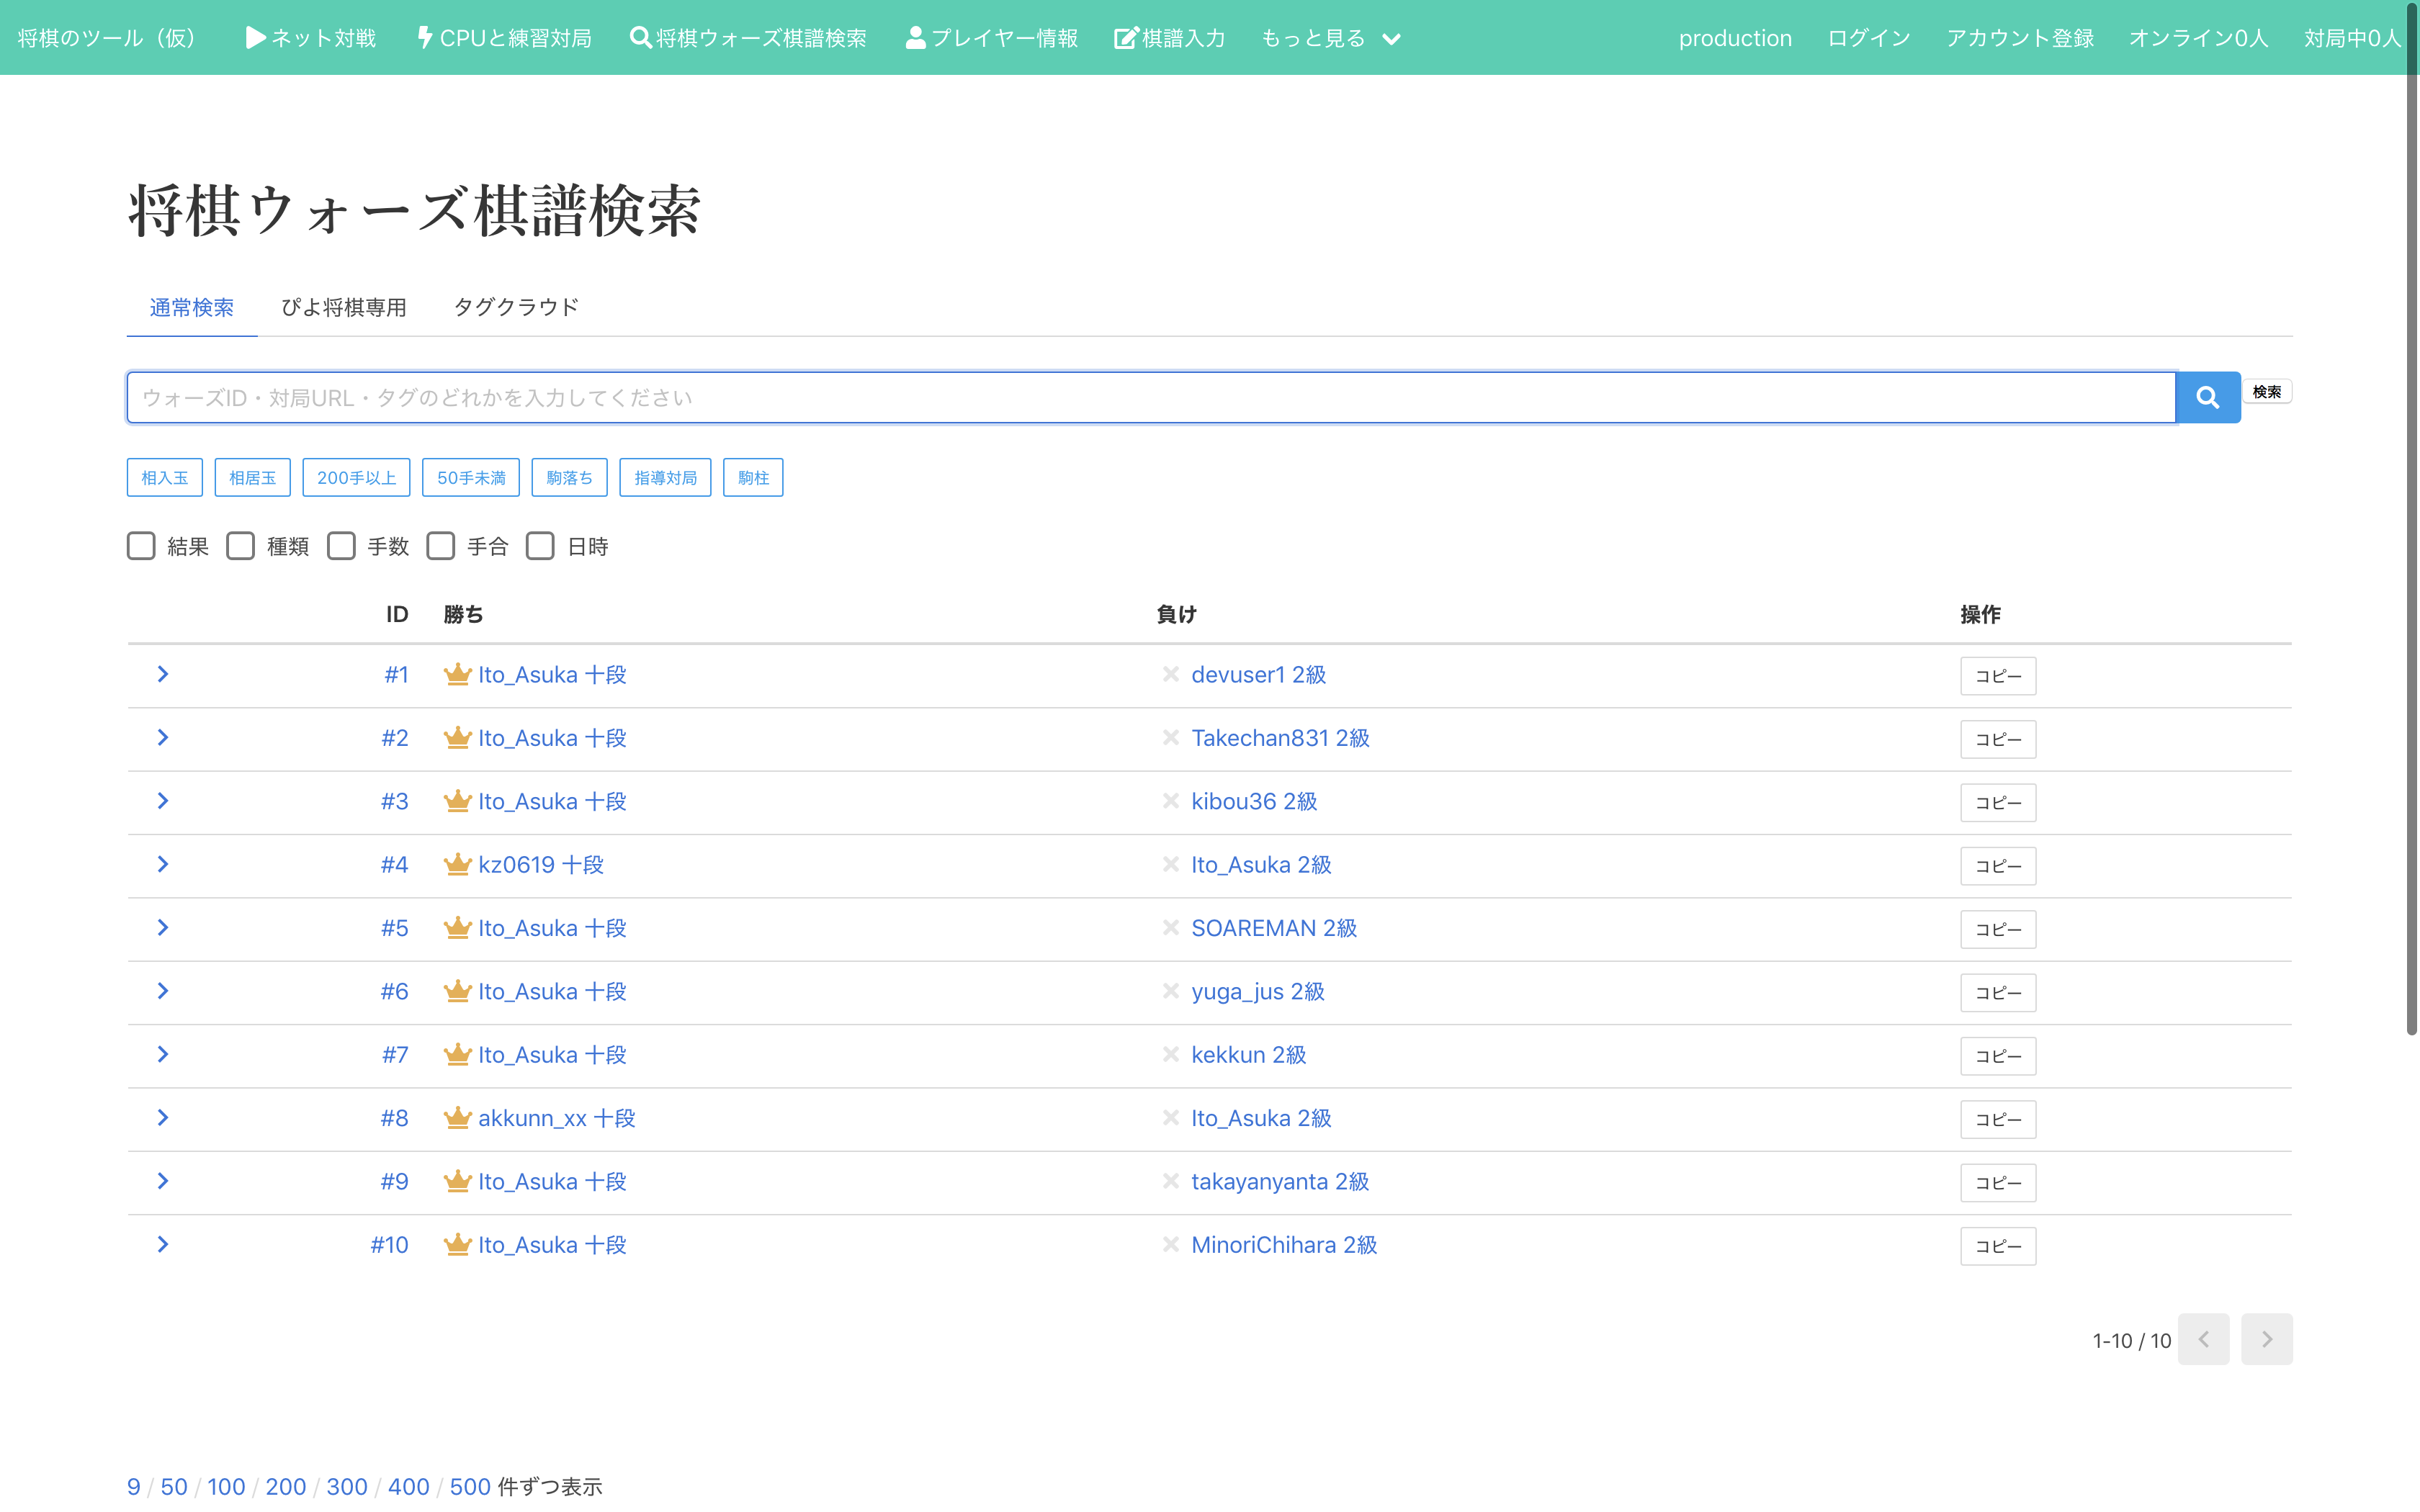 将棋のツール（仮） ネット対戦 CPUと練習対局 将棋ウォーズ棋譜検索 プレイヤー情報 棋譜入力 もっと見る production ログイン アカウント登録 オンライン0人 対局中0人
将棋ウォーズ棋譜検索
通常検索 ぴよ将棋専用 タグクラウド
ウォーズID・対局URL・タグのどれかを入力してください 検索
相入玉 相居玉 200手以上 50手未満 駒落ち 指導対局 駒柱
結果 種類 手数 手合 日時
ID 勝ち 負け 操作
#1 Ito_Asuka 十段 devuser1 2級 コピー
#2 Ito_Asuka 十段 Takechan831 2級 コピー
#3 Ito_Asuka 十段 kibou36 2級 コピー
#4 kz0619 十段 Ito_Asuka 2級 コピー
#5 Ito_Asuka 十段 SOAREMAN 2級 コピー
#6 Ito_Asuka 十段 yuga_jus 2級 コピー
#7 Ito_Asuka 十段 kekkun 2級 コピー
#8 akkunn_xx 十段 Ito_Asuka 2級 コピー
#9 Ito_Asuka 十段 takayanyanta 2級 コピー
#10 Ito_Asuka 十段 MinoriChihara 2級 コピー
1-10 / 10
9 / 50 / 100 / 200 / 300 / 400 / 500 件ずつ表示